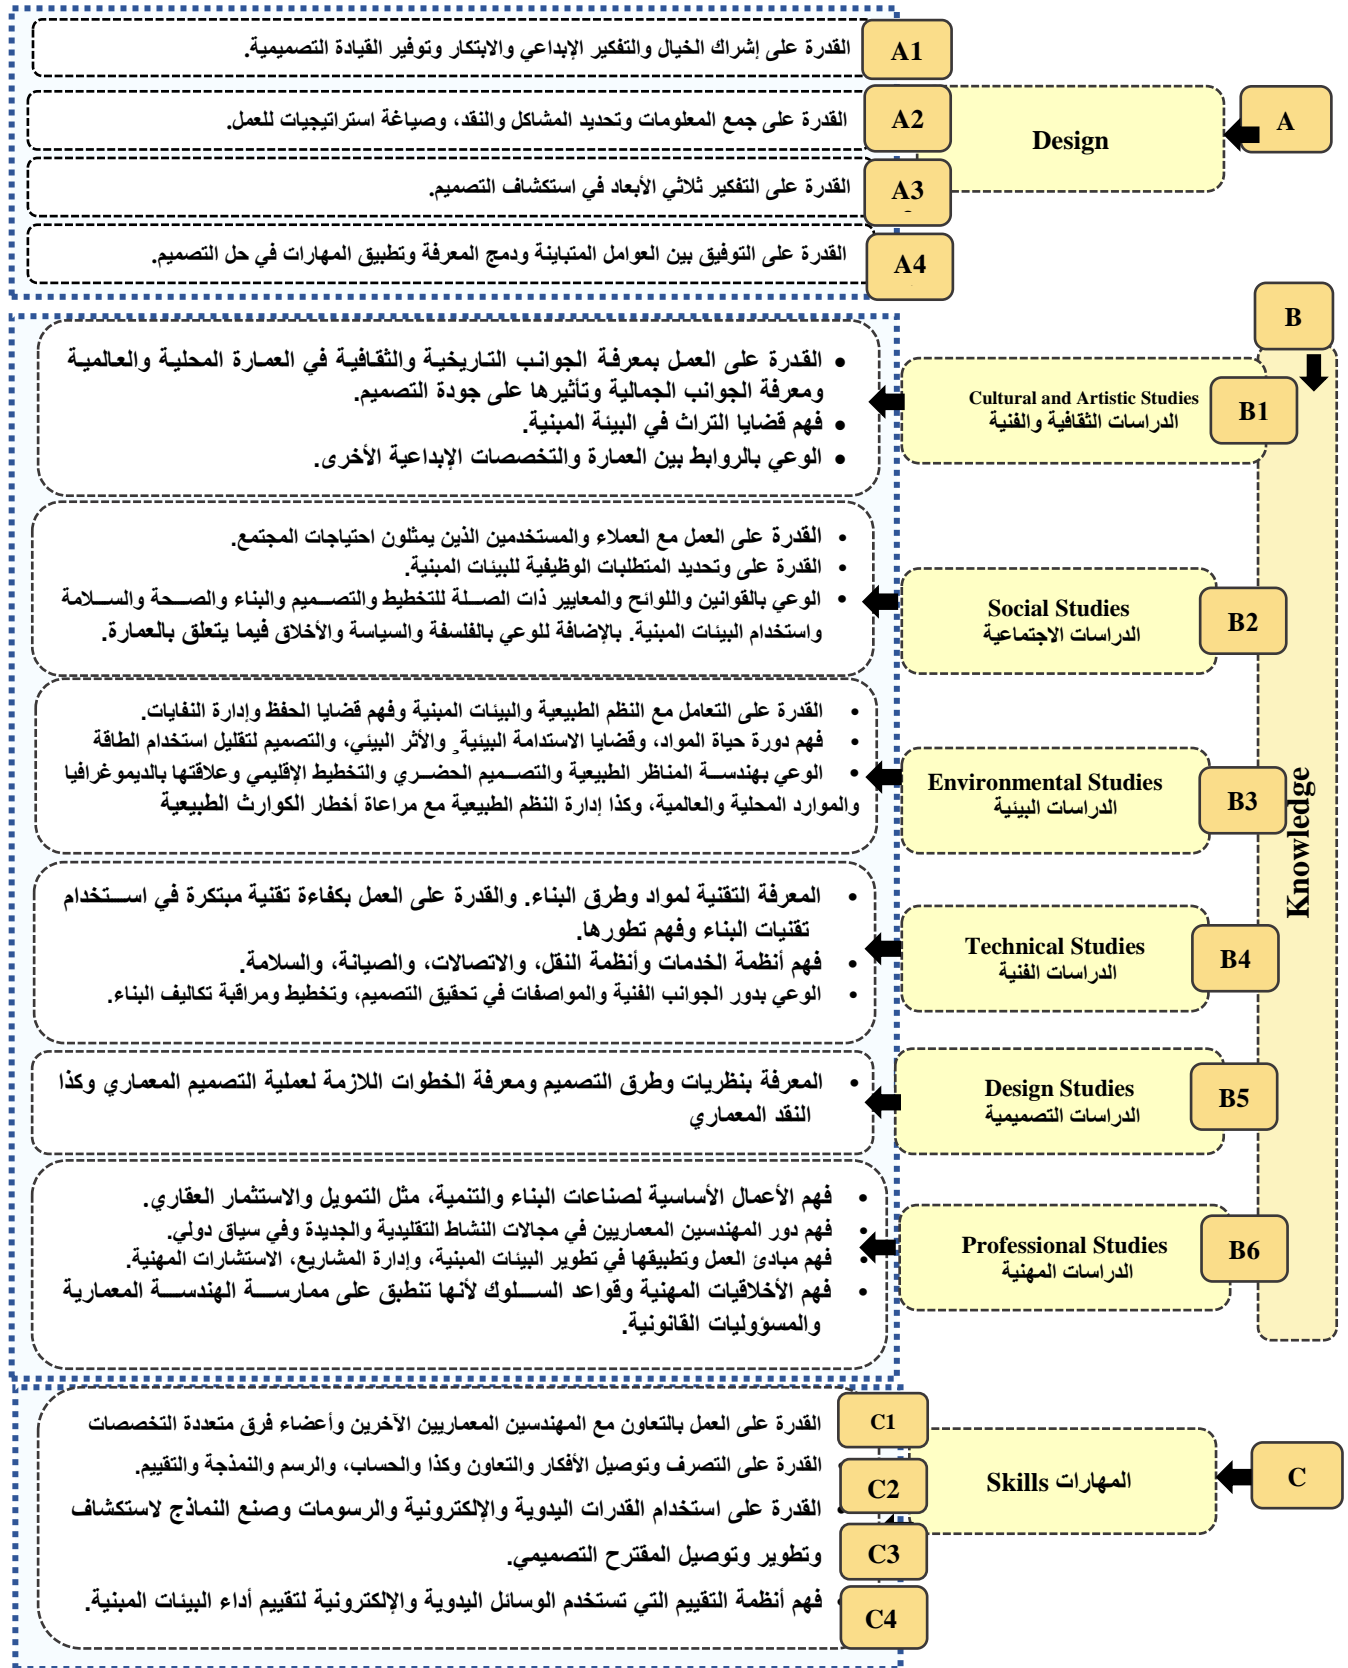 A
Design
A1
القدرة على إشراك الخيال والتفكير الإبداعي والابتكار وتوفير القيادة التصميمية.
A2
القدرة على جمع المعلومات وتحديد المشاكل والنقد، وصياغة استراتيجيات للعمل.
A3
القدرة على التفكير ثلاثي الأبعاد في استكشاف التصميم.
A4
القدرة على التوفيق بين العوامل المتباينة ودمج المعرفة وتطبيق المهارات في حل التصميم.
B
Knowledge
B1
Cultural and Artistic Studies
الدراسات الثقافية والفنية
• القدرة على العمل بمعرفة الجوانب التاريخية والثقافية في العمارة المحلية والعالمية
ومعرفة الجوانب الجمالية وتأثيرها على جودة التصميم.
• فهم قضايا التراث في البيئة المبنية.
• الوعي بالروابط بين العمارة والتخصصات الإبداعية الأخرى.
B2
Social Studies
الدراسات الاجتماعية
• القدرة على العمل مع العملاء والمستخدمين الذين يمثلون احتياجات المجتمع.
• القدرة على وتحديد المتطلبات الوظيفية للبيئات المبنية.
• الوعي بالقوانين واللوائح والمعايير ذات الصلة للتخطيط والتصميم والبناء والصحة والسلامة
واستخدام البيئات المبنية. بالإضافة للوعي بالفلسفة والسياسة والأخلاق فيما يتعلق بالعمارة.
B3
Environmental Studies
الدراسات البيئية
• القدرة على التعامل مع النظم الطبيعية والبيئات المبنية وفهم قضايا الحفظ وإدارة النفايات.
• فهم دورة حياة المواد، وقضايا الاستدامة البيئية ِ والأثر البيئي، والتصميم لتقليل استخدام الطاقة
• الوعي بهندسة المناظر الطبيعية والتصميم الحضري والتخطيط الإقليمي وعلاقتها بالديموغرافيا
والموارد المحلية والعالمية، وكذا إدارة النظم الطبيعية مع مراعاة أخطار الكوارث الطبيعية
B4
Technical Studies
الدراسات الفنية
• المعرفة التقنية لمواد وطرق البناء. والقدرة على العمل بكفاءة تقنية مبتكرة في استخدام
تقنيات البناء وفهم تطورها.
• فهم أنظمة الخدمات وأنظمة النقل، والاتصالات، والصيانة، والسلامة.
• الوعي بدور الجوانب الفنية والمواصفات في تحقيق التصميم، وتخطيط ومراقبة تكاليف البناء.
B5
Design Studies
الدراسات التصميمية
• المعرفة بنظريات وطرق التصميم ومعرفة الخطوات اللازمة لعملية التصميم المعماري وكذا
النقد المعماري
B6
Professional Studies
الدراسات المهنية
• فهم الأعمال الأساسية لصناعات البناء والتنمية، مثل التمويل والاستثمار العقاري.
• فهم دور المهندسين المعماريين في مجالات النشاط التقليدية والجديدة وفي سياق دولي.
• فهم مبادئ العمل وتطبيقها في تطوير البيئات المبنية، وإدارة المشاريع، الاستشارات المهنية.
• فهم الأخلاقيات المهنية وقواعد السلوك لأنها تنطبق على ممارسة الهندسة المعمارية
والمسؤوليات القانونية.
C
المهارات Skills
C1
القدرة على العمل بالتعاون مع المهندسين المعماريين الآخرين وأعضاء فرق متعددة التخصصات
C2
القدرة على التصرف وتوصيل الأفكار والتعاون وكذا والحساب، والرسم والنمذجة والتقييم.
C3
• القدرة على استخدام القدرات اليدوية والإلكترونية والرسومات وصنع النماذج لاستكشاف
وتطوير وتوصيل المقترح التصميمي.
C4
فهم أنظمة التقييم التي تستخدم الوسائل اليدوية والإلكترونية لتقييم أداء البيئات المبنية.